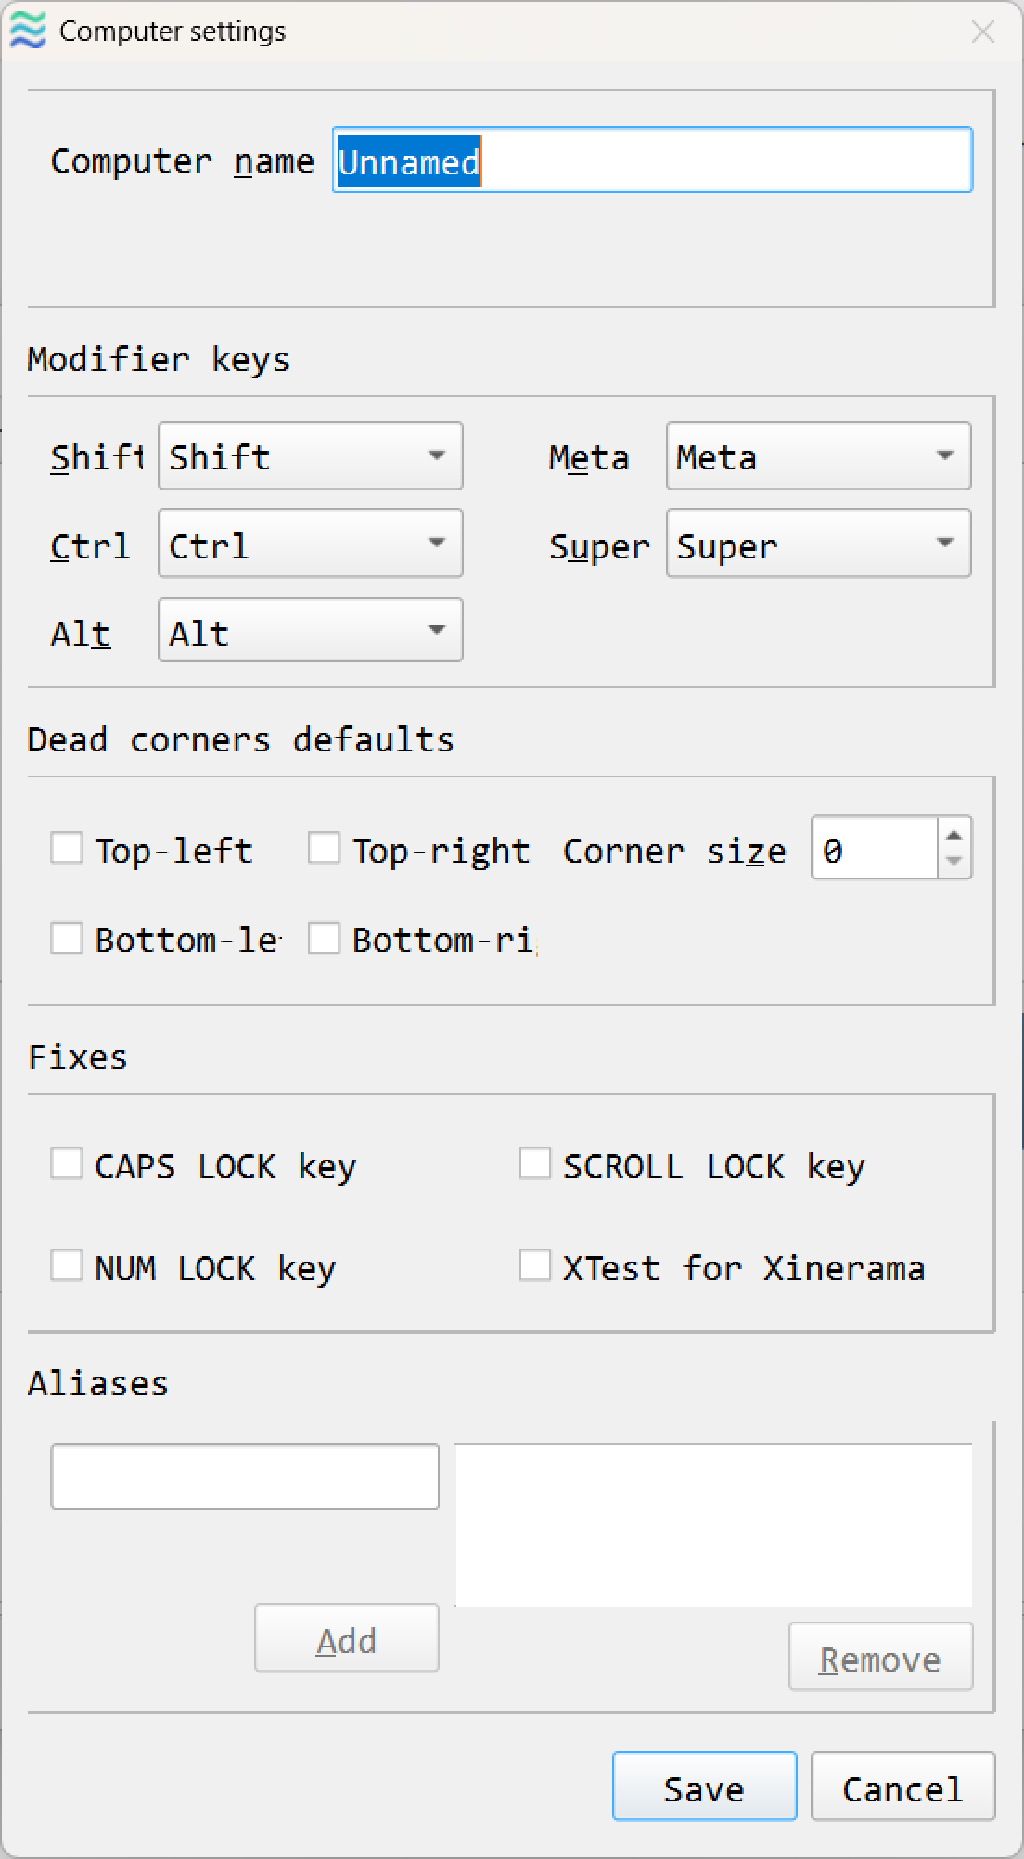 Computer settings
Computer name Unnamed
Modifier keys
Shift Shift Meta Meta
Ctrl Ctrl Super Super
Alt Alt
Dead corners defaults
Top-left Top-right Corner size 0
Bottom-le Bottom-ri
Fixes
CAPS LOCK key SCROLL LOCK key
NUM LOCK key XTest for Xinerama
Aliases
Add
Remove
Save Cancel